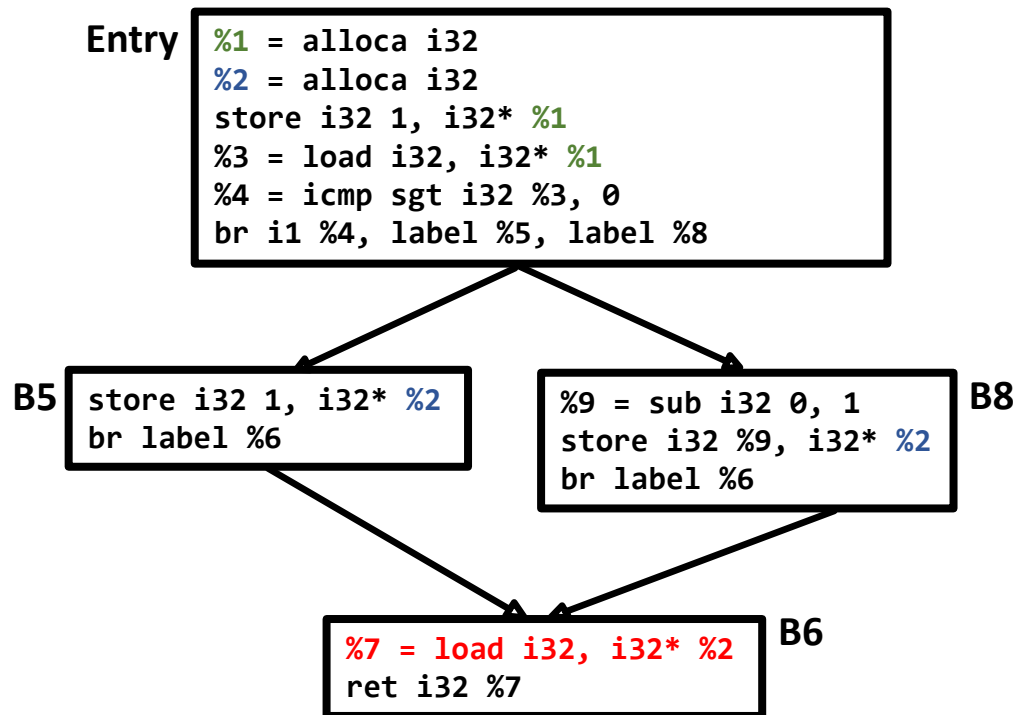 Entry
%1 = alloca i32
%2 = alloca i32
store i32 1, i32* %1
%3 = load i32, i32* %1
%4 = icmp sgt i32 %3, 0
br i1 %4, label %5, label %8
B5
store i32 1, i32* %2
br label %6
B8
%9 = sub i32 0, 1
store i32 %9, i32* %2
br label %6
B6
%7 = load i32, i32* %2
ret i32 %7